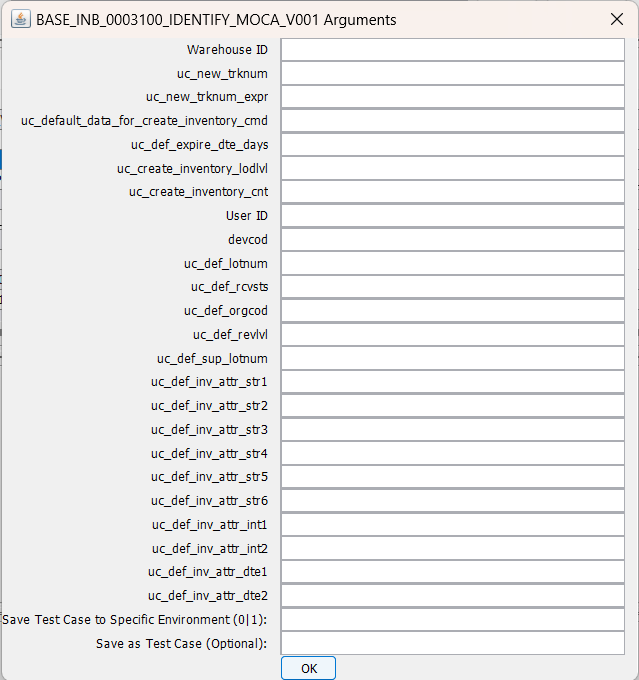 BASE_INB_0003100_IDENTIFY_MOCA_V001 Arguments
Warehouse ID
uc_new_trknum
uc_new_trknum_expr
uc_default_data_for_create_inventory_cmd
uc_def_expire_dte_days
uc_create_inventory_lodlvl
uc_create_inventory_cnt
User ID
devcod
uc_def_lotnum
uc_def_rcvsts
uc_def_orgcod
uc_def_revlvl
uc_def_sup_lotnum
uc_def_inv_attr_str1
uc_def_inv_attr_str2
uc_def_inv_attr_str3
uc_def_inv_attr_str4
uc_def_inv_attr_str5
uc_def_inv_attr_str6
uc_def_inv_attr_int1
uc_def_inv_attr_int2
uc_def_inv_attr_dte1
uc_def_inv_attr_dte2
Save Test Case to Specific Environment (0|1):
Save as Test Case (Optional):
OK